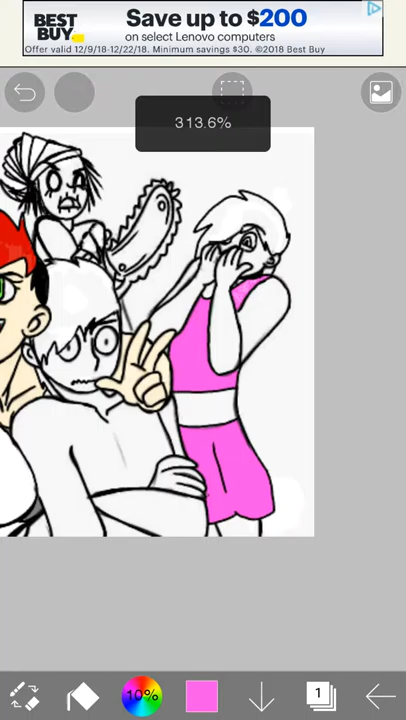 BEST
BUY
Save up to $200
on select Lenovo computers
Offer valid 12/9/18-12/22/18. Minimum savings $30. ©2018 Best Buy
313.6%
10%
1